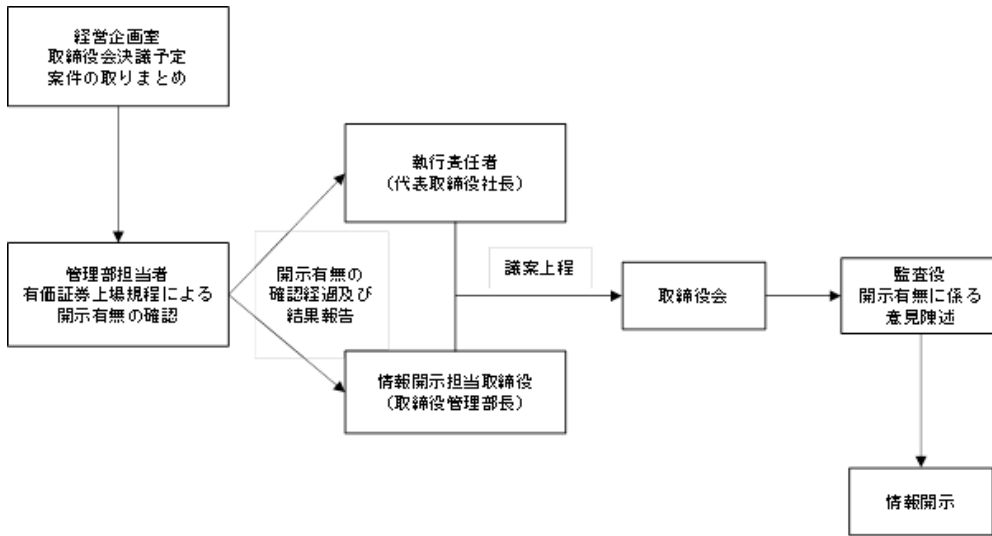 経営企画室
取締役会決議予定
案件の取りまとめ
管理部担当者
有価証券上場規程による
開示有無の確認
開示有無の
確認経過及び
結果報告
執行責任者
(代表取締役社長)
情報開示担当取締役
(取締役管理部長)
議案上程
取締役会
監査役
開示有無に係る
意見陳述
情報開示